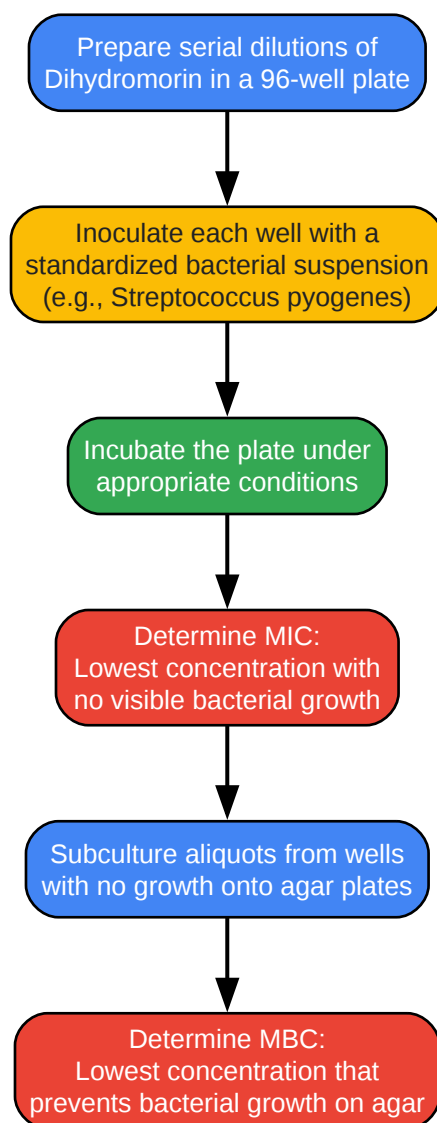 Prepare serial dilutions of
Dihydromorin in a 96-well plate
Inoculate each well with a
standardized bacterial suspension
(e.g., Streptococcus pyogenes)
Incubate the plate under
appropriate conditions
Determine MIC:
Lowest concentration with
no visible bacterial growth
Subculture aliquots from wells
with no growth onto agar plates
Determine MBC:
Lowest concentration that
prevents bacterial growth on agar